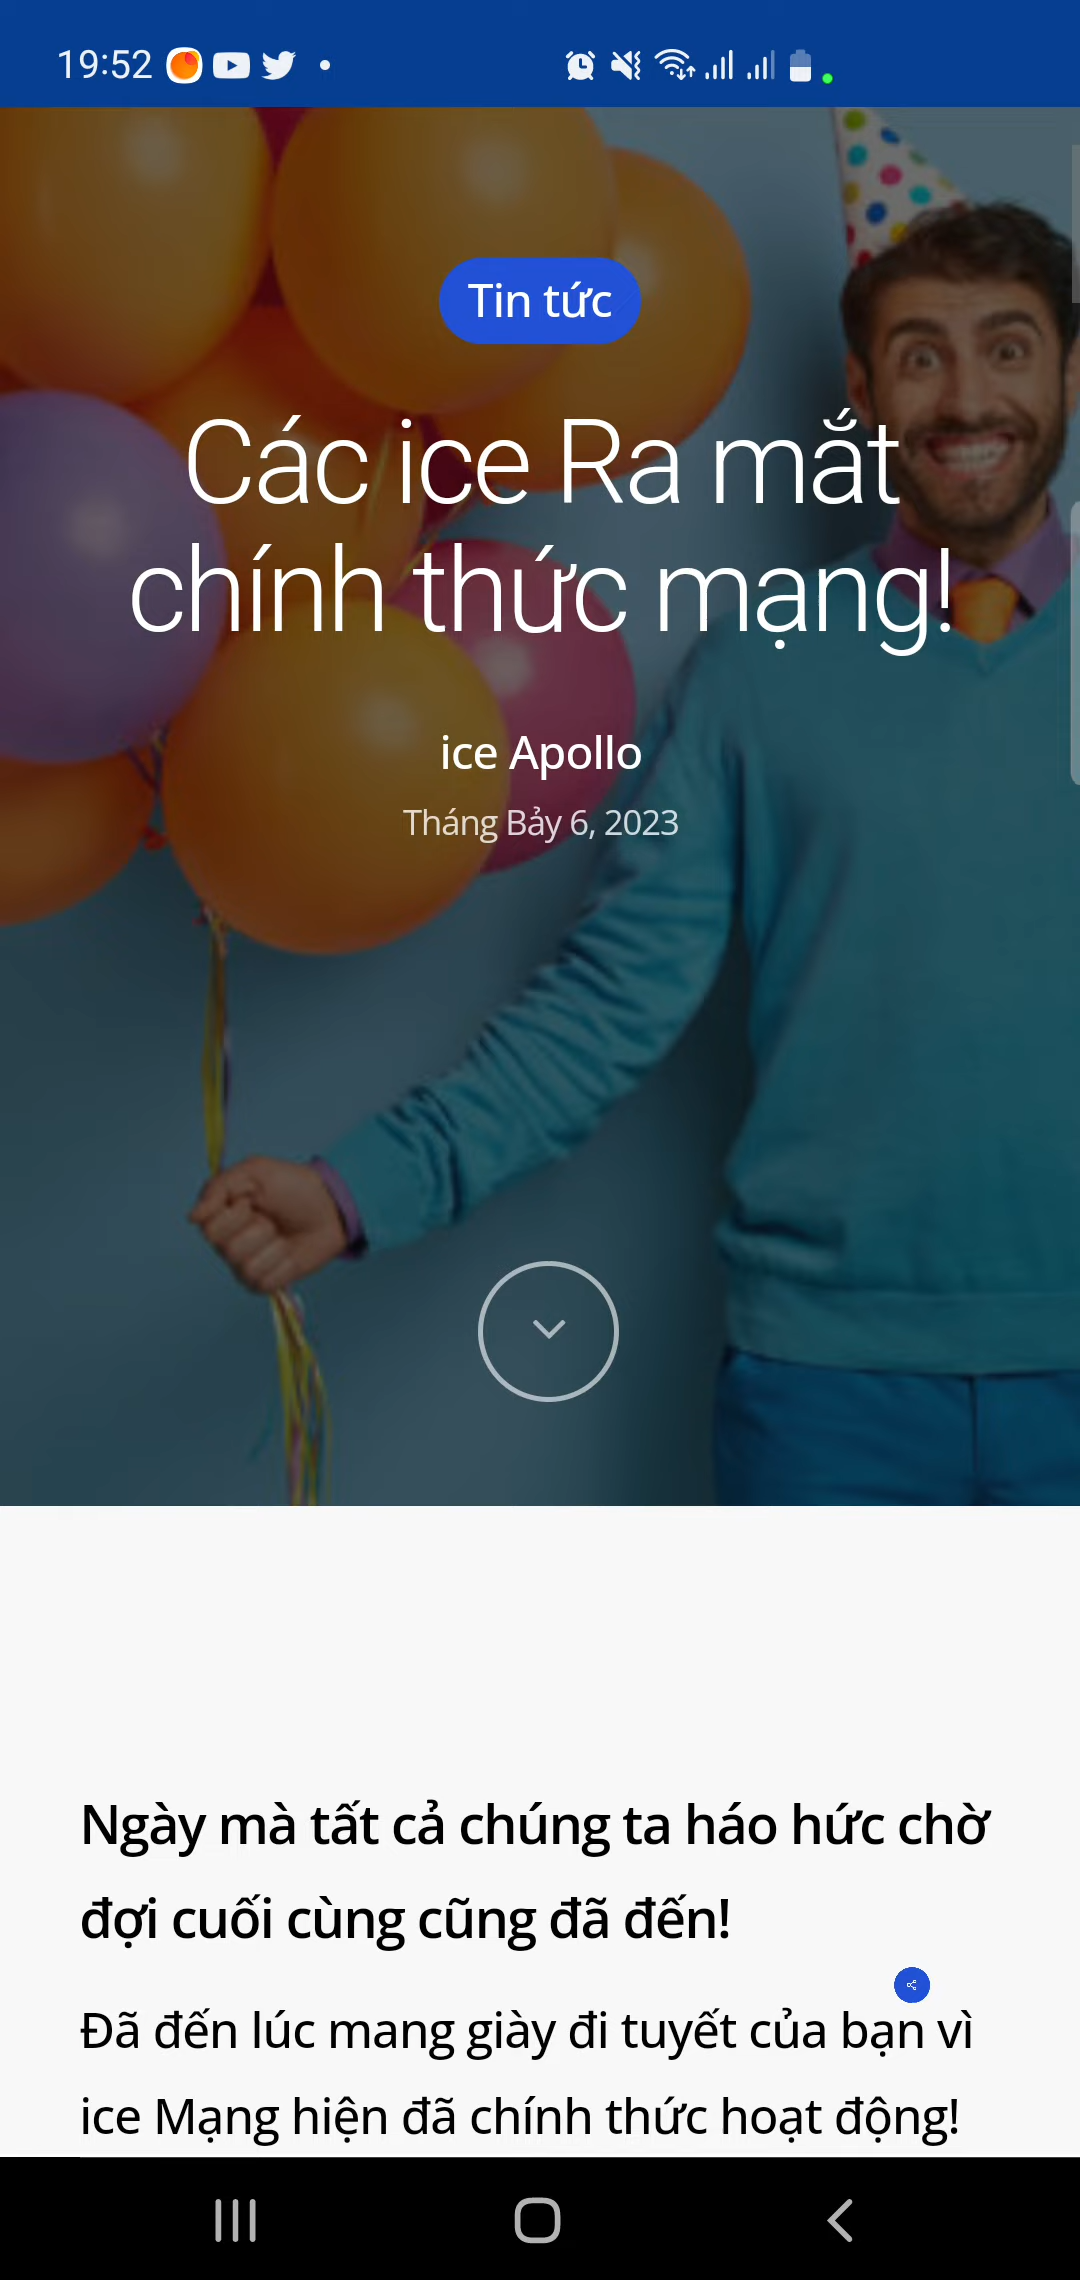 19:52
Tin tức
Các ice Ra mắt
chính thức mạng!
ice Apollo
Tháng Bảy 6, 2023
Ngày mà tất cả chúng ta háo hức chờ
đợi cuối cùng cũng đã đến!
Đã đến lúc mang giày đi tuyết của bạn vì
ice Mạng hiện đã chính thức hoạt động!